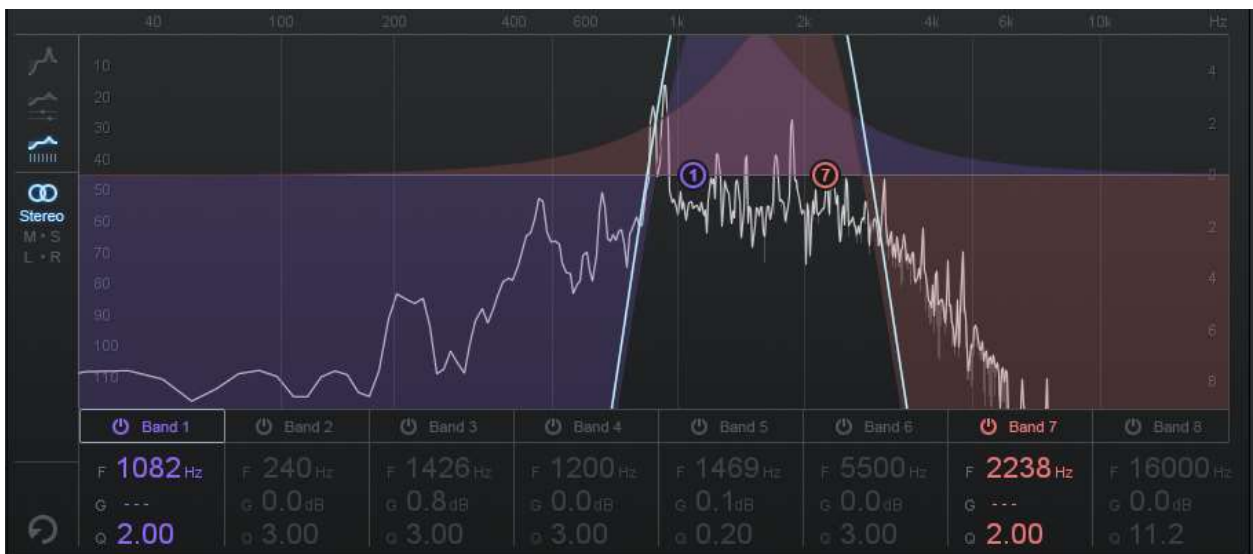 40 100 200 400 600 1k 2k 4k 6k 10k Hz
10 4
20
30 2
40
50 0
Stereo
60 2
M • S
L • R
70
80 4
90
100 6
110 8
1 7
Band 1 Band 2 Band 3 Band 4 Band 5 Band 6 Band 7 Band 8
F 1082 Hz F 240 Hz F 1426 Hz F 1200 Hz F 1469 Hz F 5500 Hz F 2238 Hz F 16000 Hz
G --- G 0.0 dB G 0.8 dB G 0.0 dB G 0.1 dB G 0.0 dB G --- G 0.0 dB
Q 2.00 Q 3.00 Q 3.00 Q 3.00 Q 0.20 Q 3.00 Q 2.00 Q 11.2